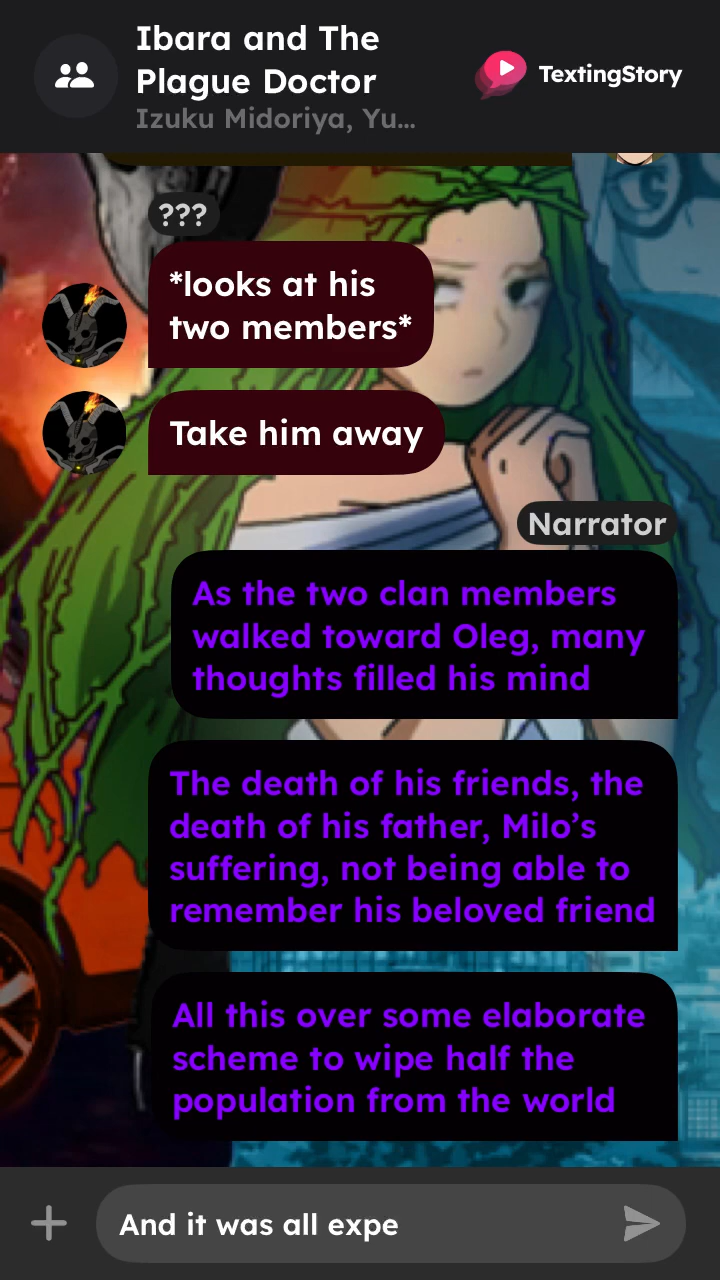 Ibara and The
Plague Doctor
Izuku Midoriya, Yu...
TextingStory
???
*looks at his
two members*
Take him away
Narrator
As the two clan members
walked toward Oleg, many
thoughts filled his mind
The death of his friends, the
death of his father, Milo’s
suffering, not being able to
remember his beloved friend
All this over some elaborate
scheme to wipe half the
population from the world
And it was all expe